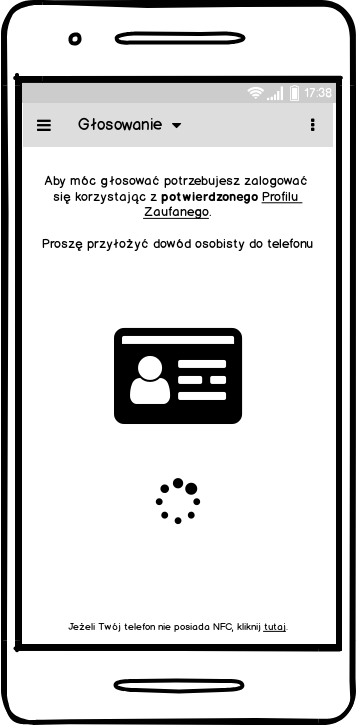 17:38
Głosowanie
Aby móc głosować potrzebujesz zalogować
się korzystając z potwierdzonego Profilu
Zaufanego.
Proszę przyłożyć dowód osobisty do telefonu
Jeżeli Twój telefon nie posiada NFC, kliknij tutaj.